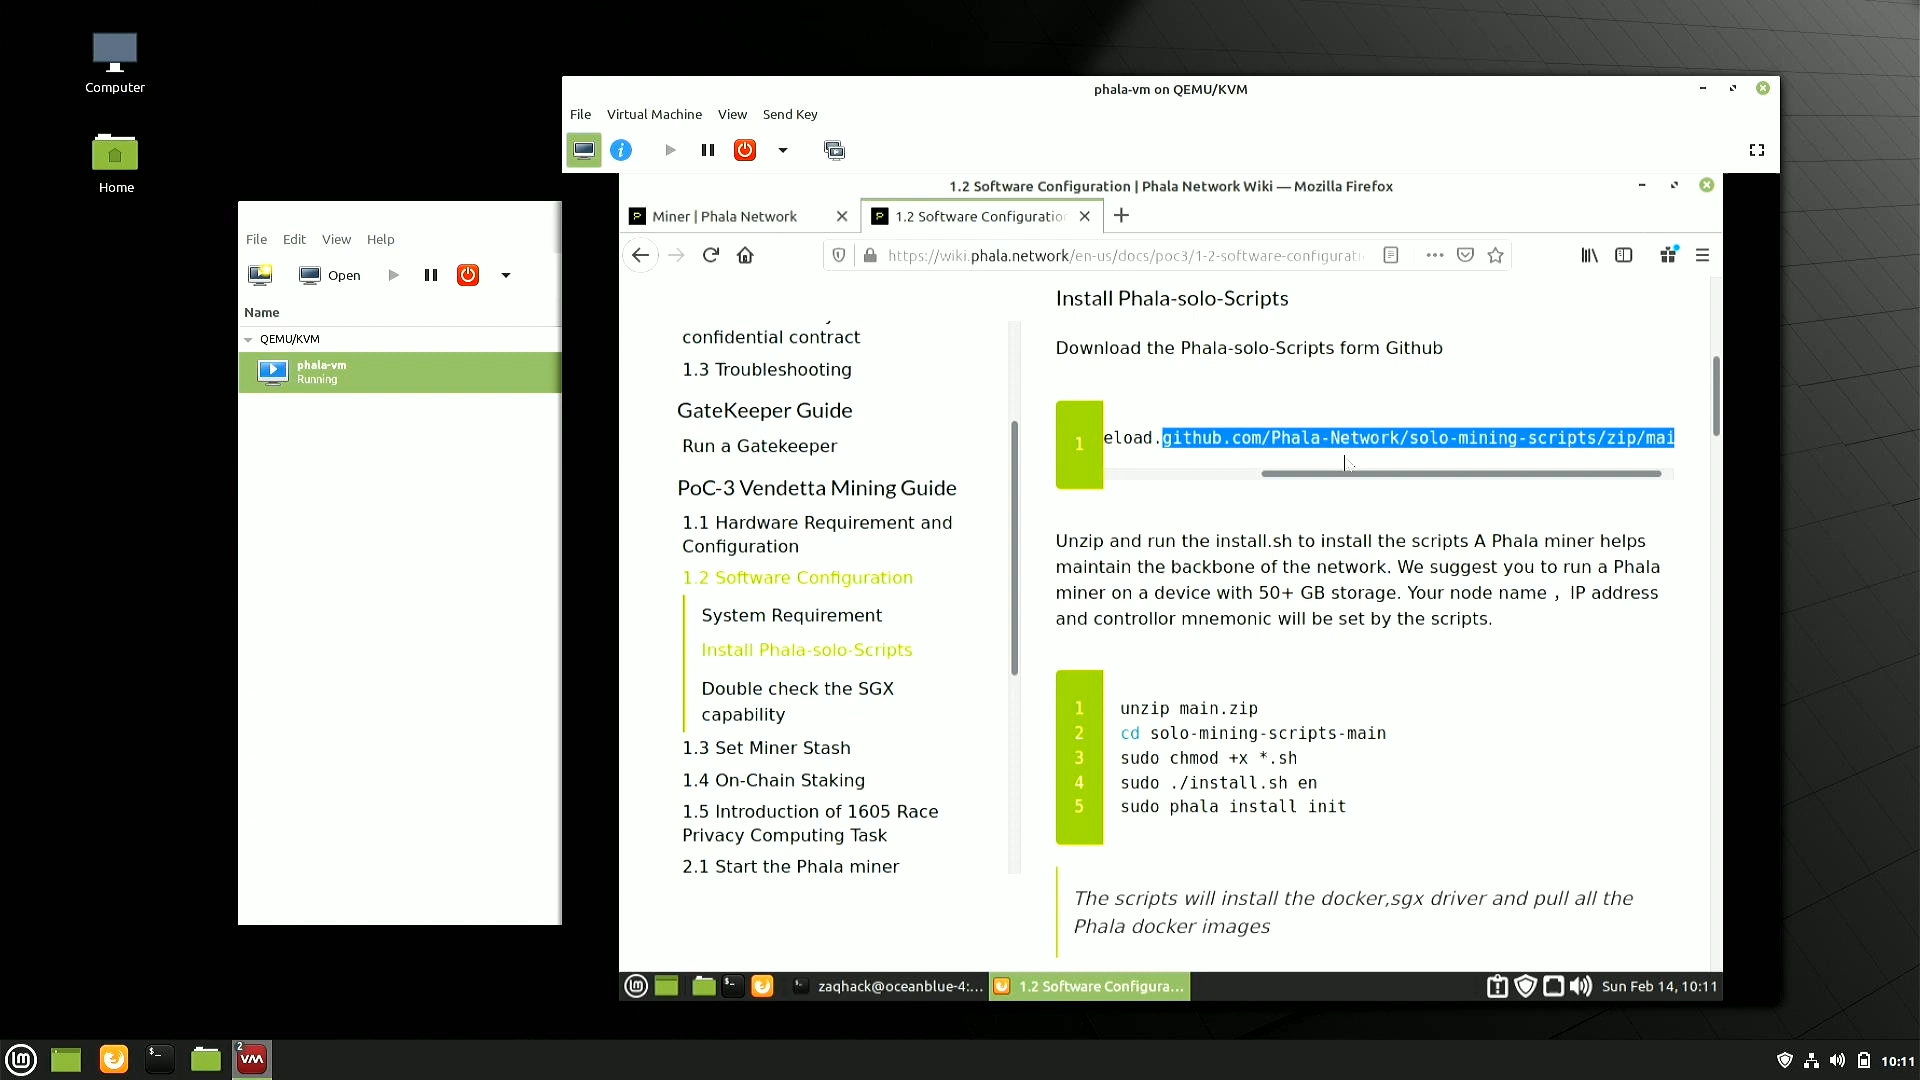 Computer
Home
File Edit View Help
Open
Name
QEMU/KVM
phala-vm
Running
phala-vm on QEMU/KVM
File Virtual Machine View Send Key
1.2 Software Configuration | Phala Network Wiki — Mozilla Firefox
Miner | Phala Network
1.2 Software Configuratio
https://wiki.phala.network/en-us/docs/poc3/1-2-software-configurati
confidential contract
1.3 Troubleshooting
GateKeeper Guide
Run a Gatekeeper
PoC-3 Vendetta Mining Guide
1.1 Hardware Requirement and
Configuration
1.2 Software Configuration
System Requirement
Install Phala-solo-Scripts
Double check the SGX
capability
1.3 Set Miner Stash
1.4 On-Chain Staking
1.5 Introduction of 1605 Race
Privacy Computing Task
2.1 Start the Phala miner
Install Phala-solo-Scripts
Download the Phala-solo-Scripts form Github
1 eload.github.com/Phala-Network/solo-mining-scripts/zip/mai
Unzip and run the install.sh to install the scripts A Phala miner helps
maintain the backbone of the network. We suggest you to run a Phala
miner on a device with 50+ GB storage. Your node name ，IP address
and controllor mnemonic will be set by the scripts.
1 unzip main.zip
2 cd solo-mining-scripts-main
3 sudo chmod +x *.sh
4 sudo ./install.sh en
5 sudo phala install init
The scripts will install the docker,sgx driver and pull all the
Phala docker images
zaqhack@oceanblue-4:...
1.2 Software Configura...
Sun Feb 14, 10:11
2
VM
10:11